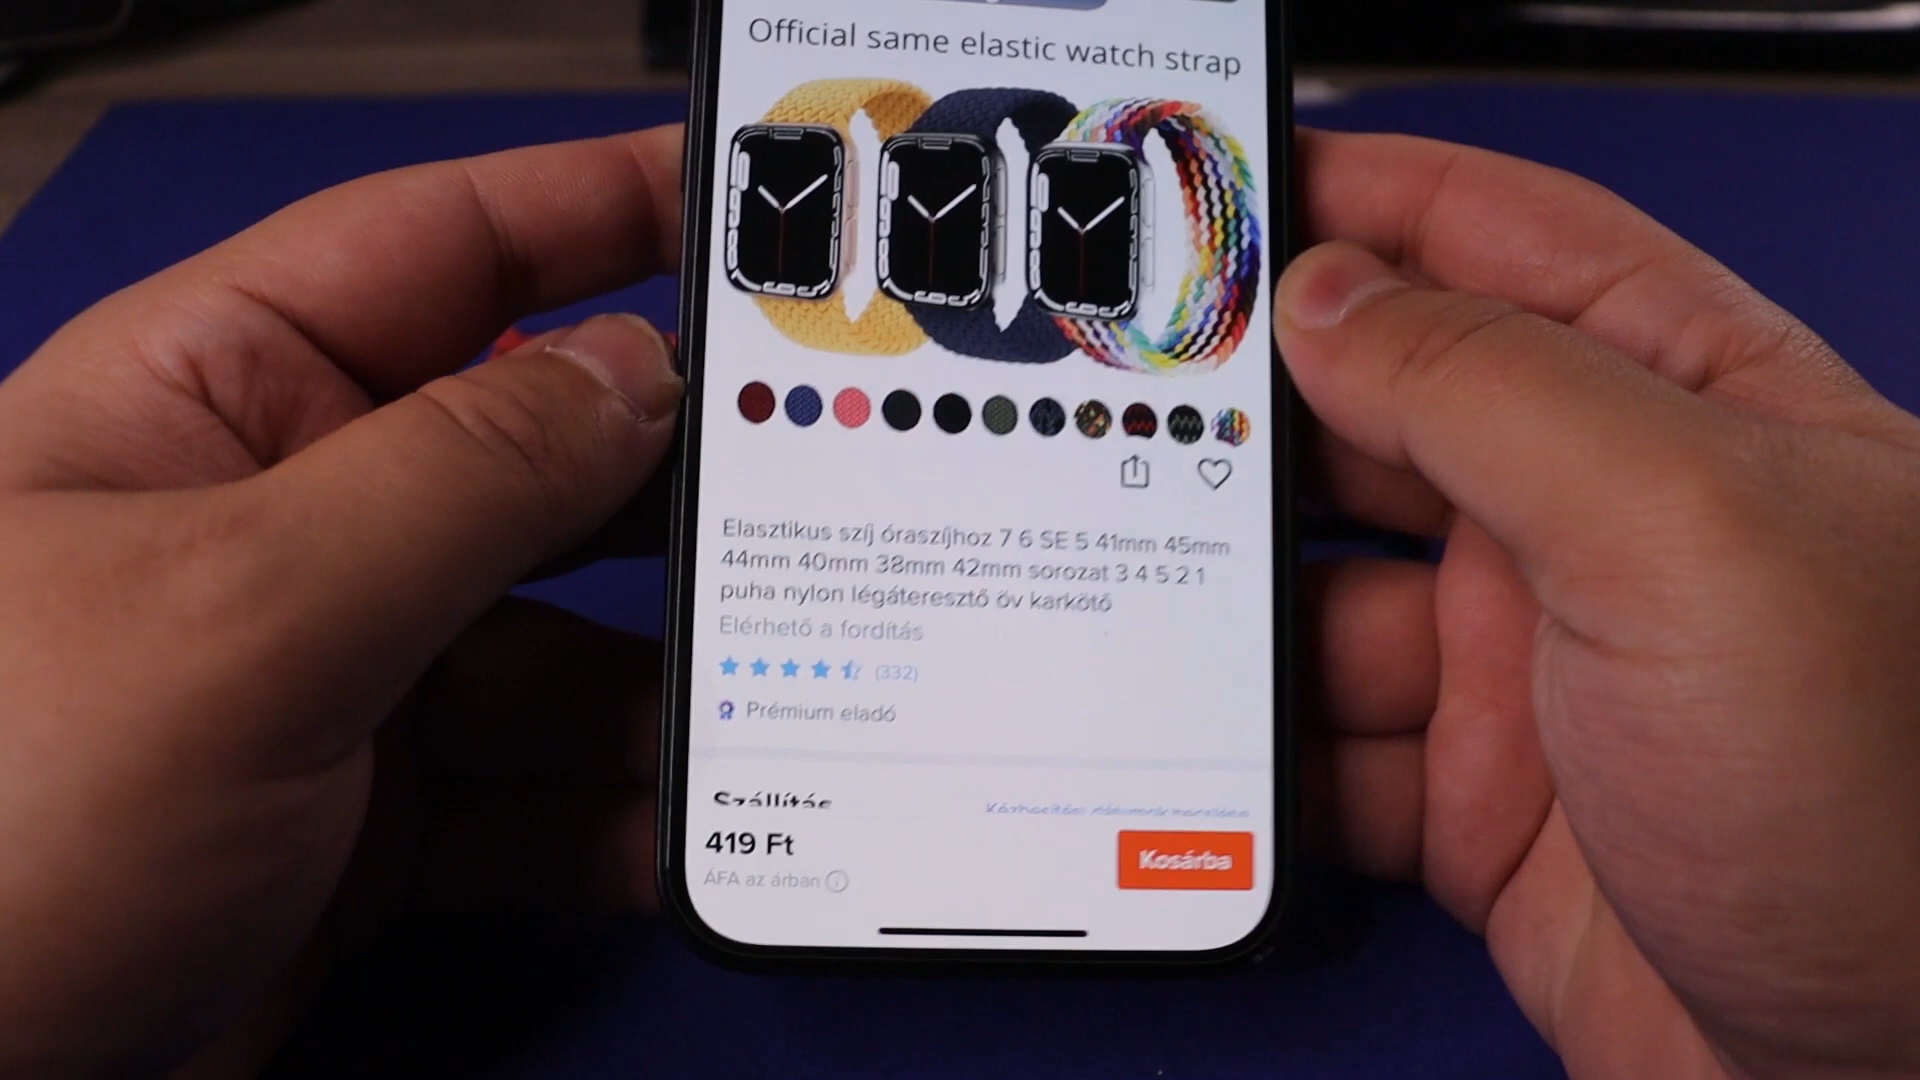 Official same elastic watch strap
Elasztikus szíj óraszíjhoz 7 6 SE 5 41mm 45mm
44mm 40mm 38mm 42mm sorozat 3 4 5 2 1
puha nylon légáteresztő öv karkötő
Elérhető a fordítás
(332)
Prémium eladó
Szállítás
419 Ft
Kosárba
ÁFA az árban